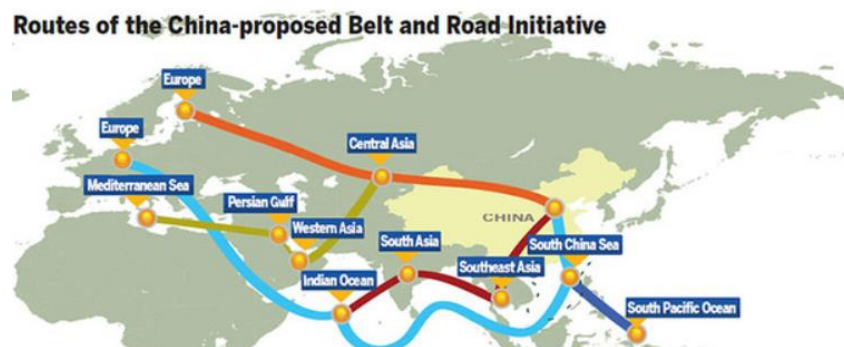 Routes of the China-proposed Belt and Road Initiative
Europe
Europe
Central Asia
Mediterranean Sea
Persian Gulf
Western Asia
CHINA
South Asia
South China Sea
Southeast Asia
Indian Ocean
South Pacific Ocean